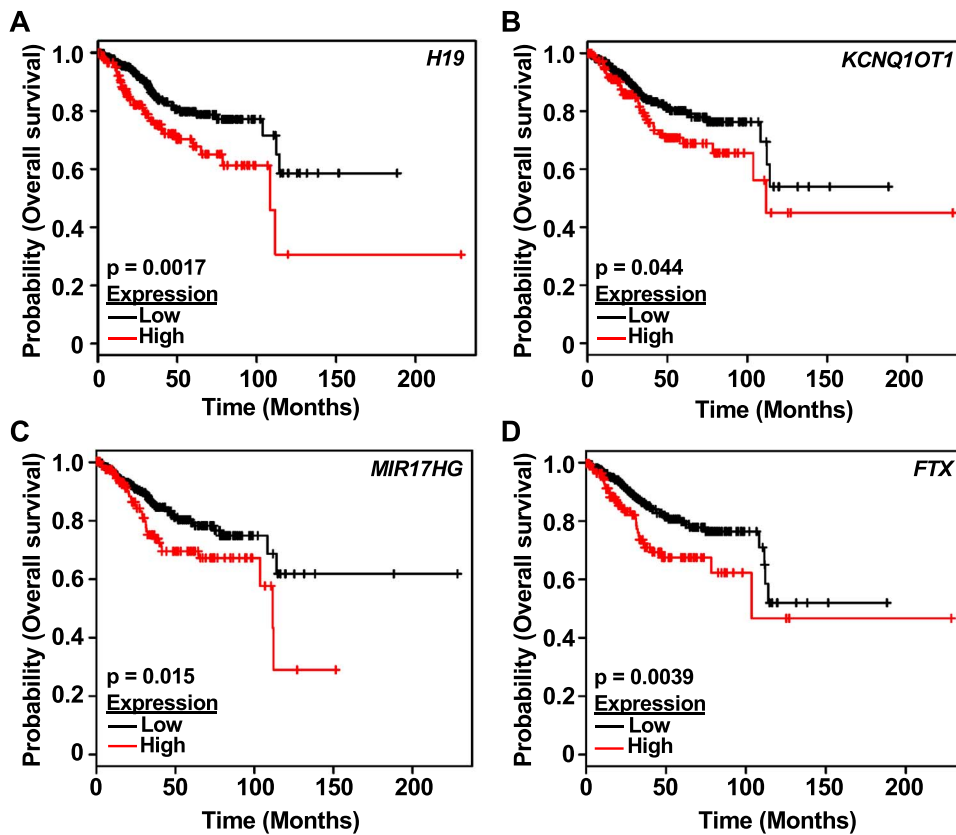 A
H19
Probability (Overall survival)
1.0
0.8
0.6
0.4
0.2
0
p = 0.0017
Expression
Low
High
0 50 100 150 200
Time (Months)
B
KCNQ1OT1
Probability (Overall survival)
1.0
0.8
0.6
0.4
0.2
0
p = 0.044
Expression
Low
High
0 50 100 150 200
Time (Months)
C
MIR17HG
Probability (Overall survival)
1.0
0.8
0.6
0.4
0.2
0
p = 0.015
Expression
Low
High
0 50 100 150 200
Time (Months)
D
FTX
Probability (Overall survival)
1.0
0.8
0.6
0.4
0.2
0
p = 0.0039
Expression
Low
High
0 50 100 150 200
Time (Months)